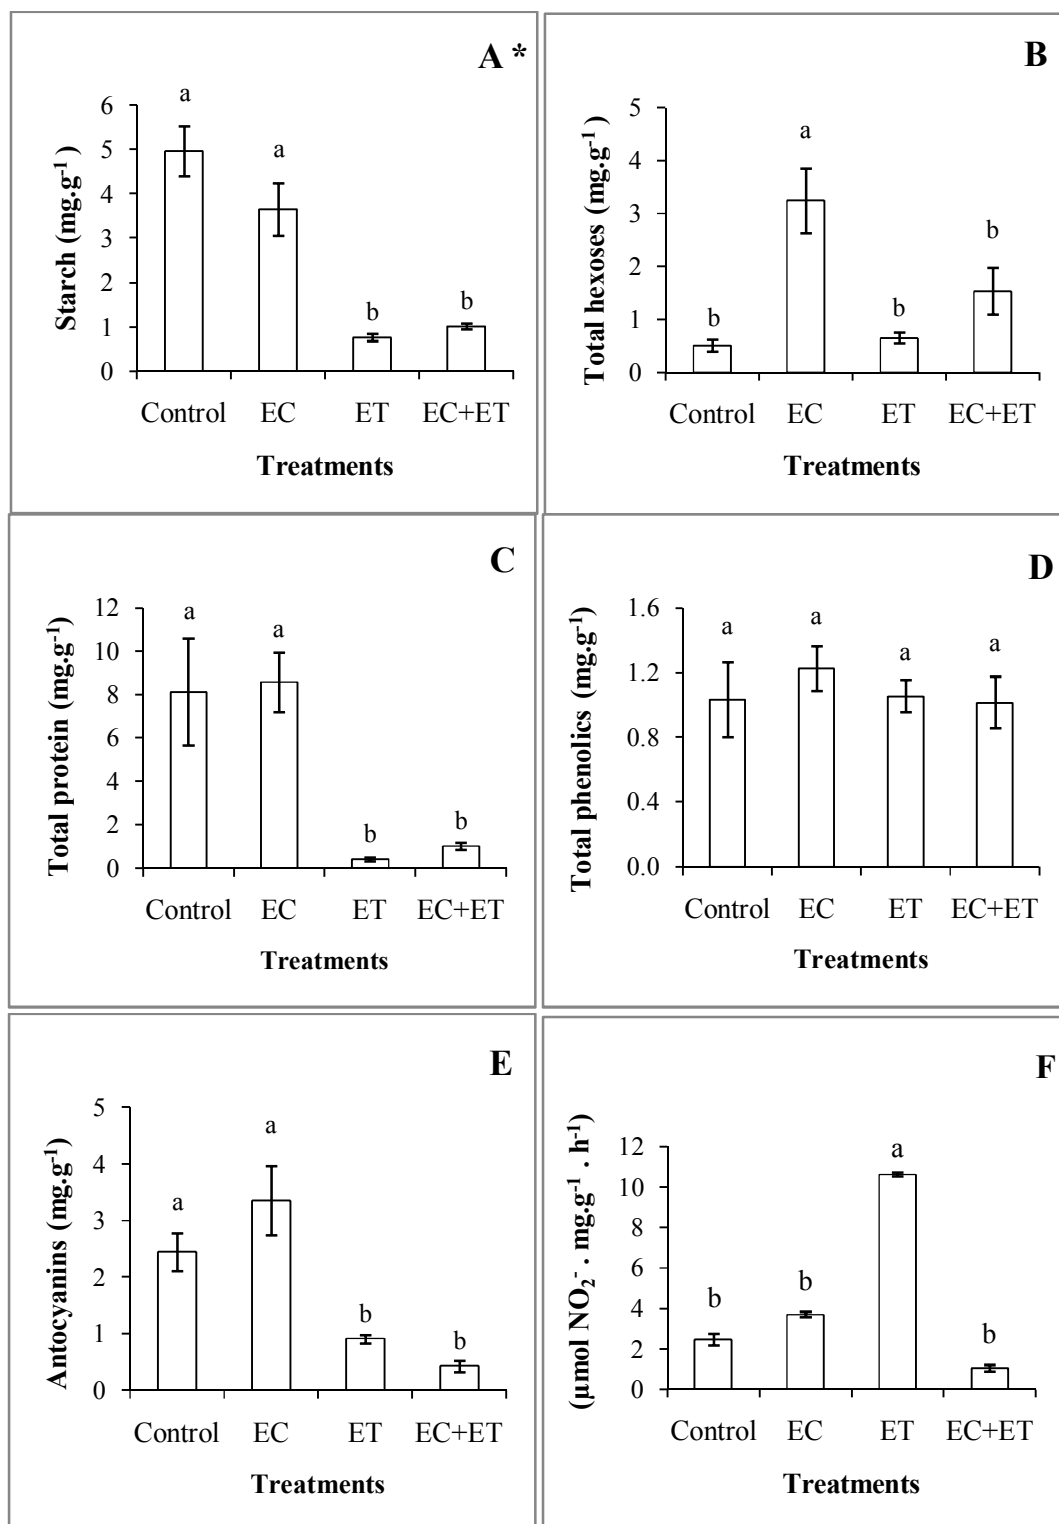 A *
Starch (mg.g⁻¹)
6
5
4
3
2
1
0
a
a
b
b
Control EC ET EC+ET
Treatments
B
Total hexoses (mg.g⁻¹)
5
4
3
2
1
0
b
a
b
b
Control EC ET EC+ET
Treatments
C
Total protein (mg.g⁻¹)
12
10
8
6
4
2
0
a
a
b
b
Control EC ET EC+ET
Treatments
D
Total phenolics (mg.g⁻¹)
1.6
1.2
0.8
0.4
0.0
a
a
a
a
Control EC ET EC+ET
Treatments
E
Antocyanins (mg.g⁻¹)
5
4
3
2
1
0
a
a
b
b
Control EC ET EC+ET
Treatments
F
(µmol NO₂⁻ . mg.g⁻¹ . h⁻¹)
12
10
8
6
4
2
0
b
b
a
b
Control EC ET EC+ET
Treatments